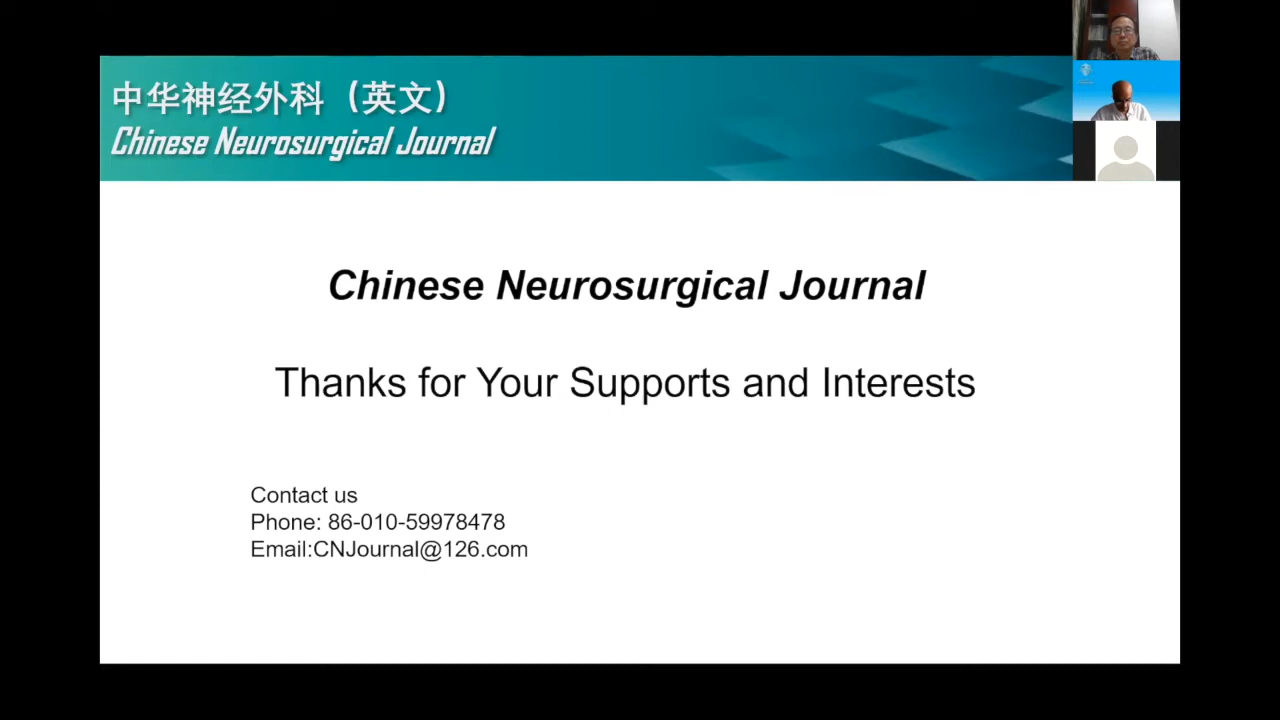 中华神经外科（英文）
Chinese Neurosurgical Journal
Chinese Neurosurgical Journal
Thanks for Your Supports and Interests
Contact us
Phone: 86-010-59978478
Email:CNJournal@126.com